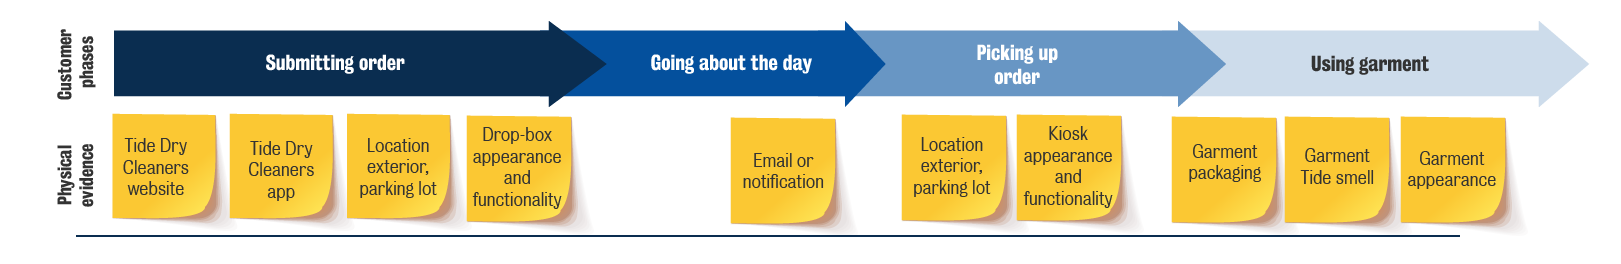 Customer
phases
Submitting order
Going about the day
Picking up
order
Using garment
Physical
evidence
Tide Dry
Cleaners
website
Tide Dry
Cleaners
app
Location
exterior,
parking lot
Drop-box
appearance
and
functionality
Email or
notification
Location
exterior,
parking lot
Kiosk
appearance
and
functionality
Garment
packaging
Garment
Tide smell
Garment
appearance